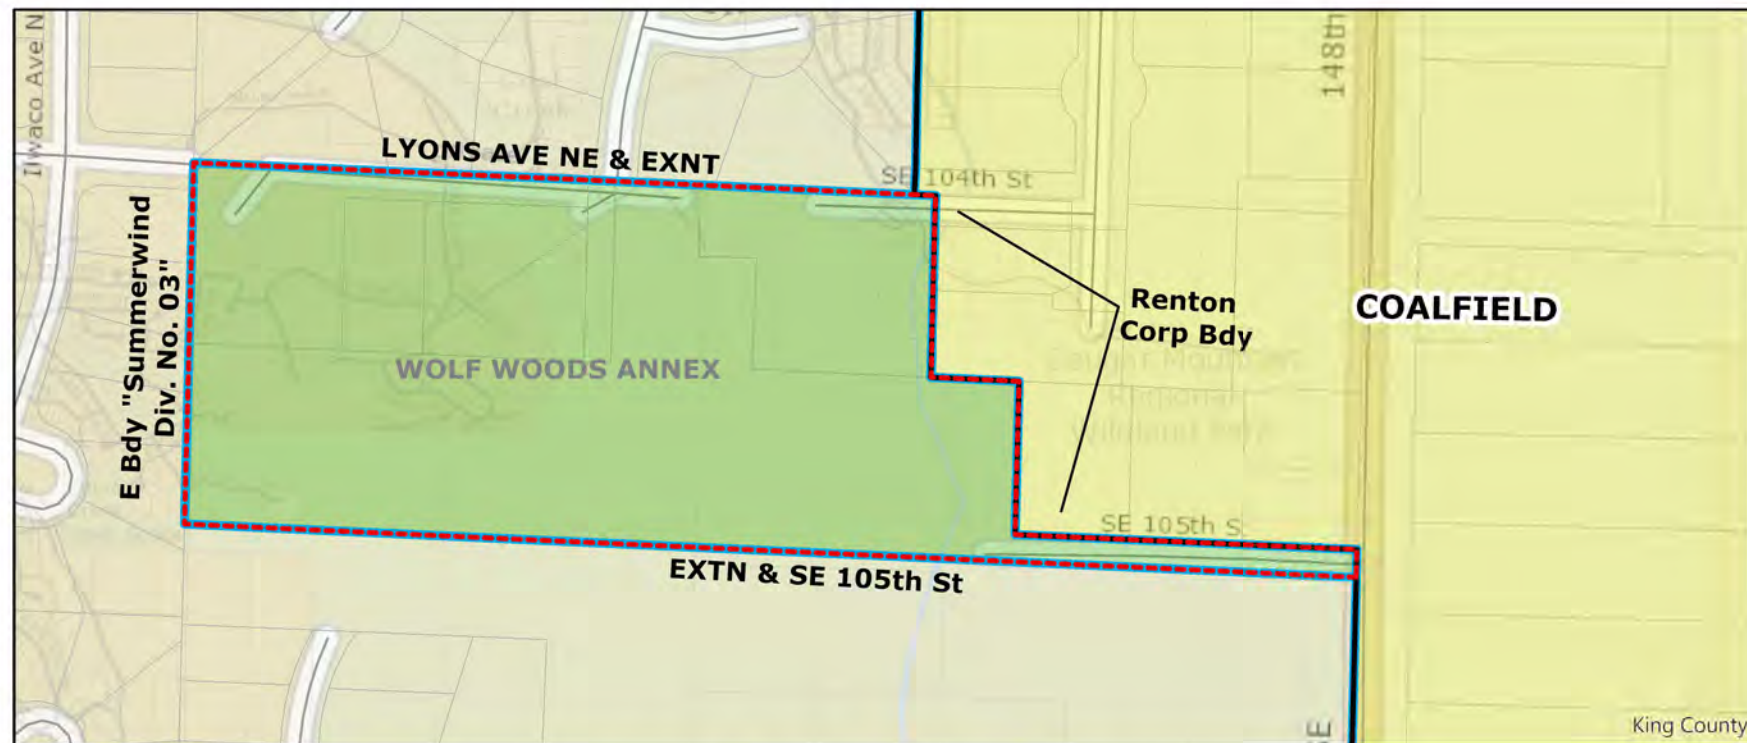 Ilwaco Ave N
148th
LYONS AVE NE & EXNT
SE 104th St
E Bdy "Summerwind
Div. No. 03"
Renton
Corp Bdy
COALFIELD
WOLF WOODS ANNEX
SE 105th S
EXTN & SE 105th St
SE
King County